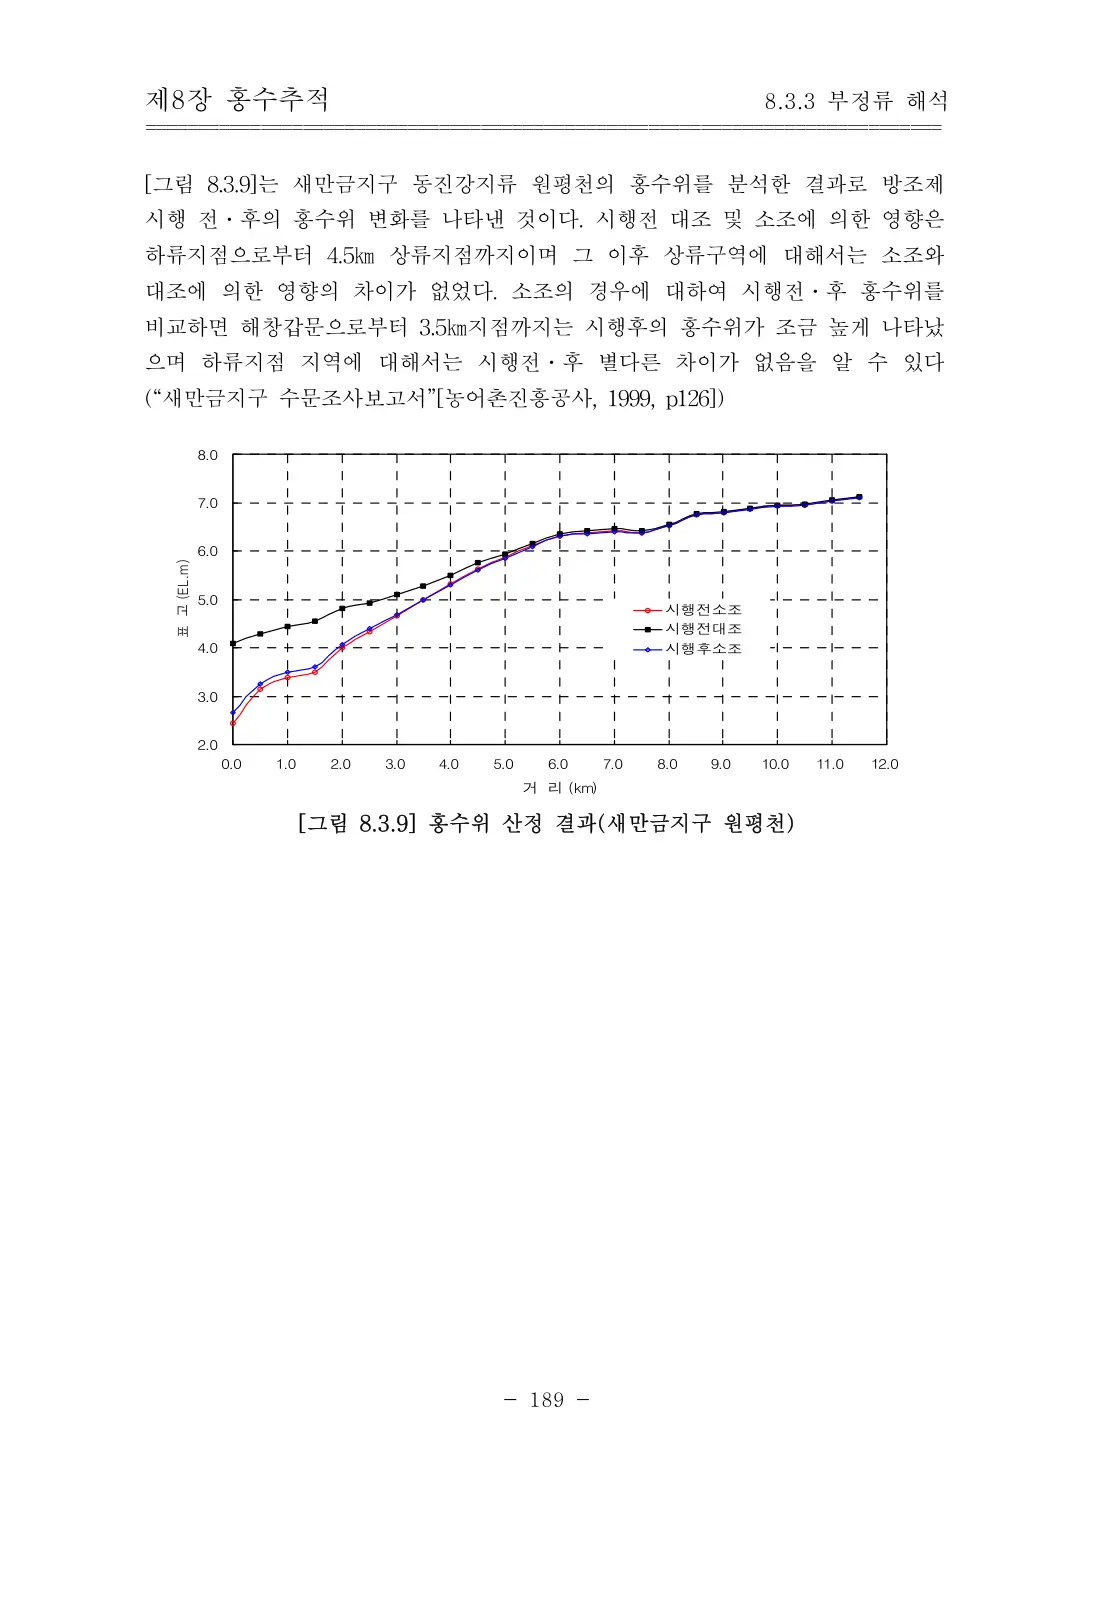 제8장 홍수추적
8.3.3 부정류 해석
[그림 8.3.9]는 새만금지구 동진강지류 원평천의 홍수위를 분석한 결과로 방조제
시행 전·후의 홍수위 변화를 나타낸 것이다. 시행전 대조 및 소조에 의한 영향은
하류지점으로부터 4.5㎞ 상류지점까지이며 그 이후 상류구역에 대해서는 소조와
대조에 의한 영향의 차이가 없었다. 소조의 경우에 대하여 시행전·후 홍수위를
비교하면 해창갑문으로부터 3.5㎞지점까지는 시행후의 홍수위가 조금 높게 나타났
으며 하류지점 지역에 대해서는 시행전·후 별다른 차이가 없음을 알 수 있다
(“새만금지구 수문조사보고서”[농어촌진흥공사, 1999, p126])
8.0
7.0
6.0
5.0
4.0
3.0
2.0
표 고 (EL.m)
시행전소조
시행전대조
시행후소조
0.0 1.0 2.0 3.0 4.0 5.0 6.0 7.0 8.0 9.0 10.0 11.0 12.0
거 리 (km)
[그림 8.3.9] 홍수위 산정 결과(새만금지구 원평천)
- 189 -